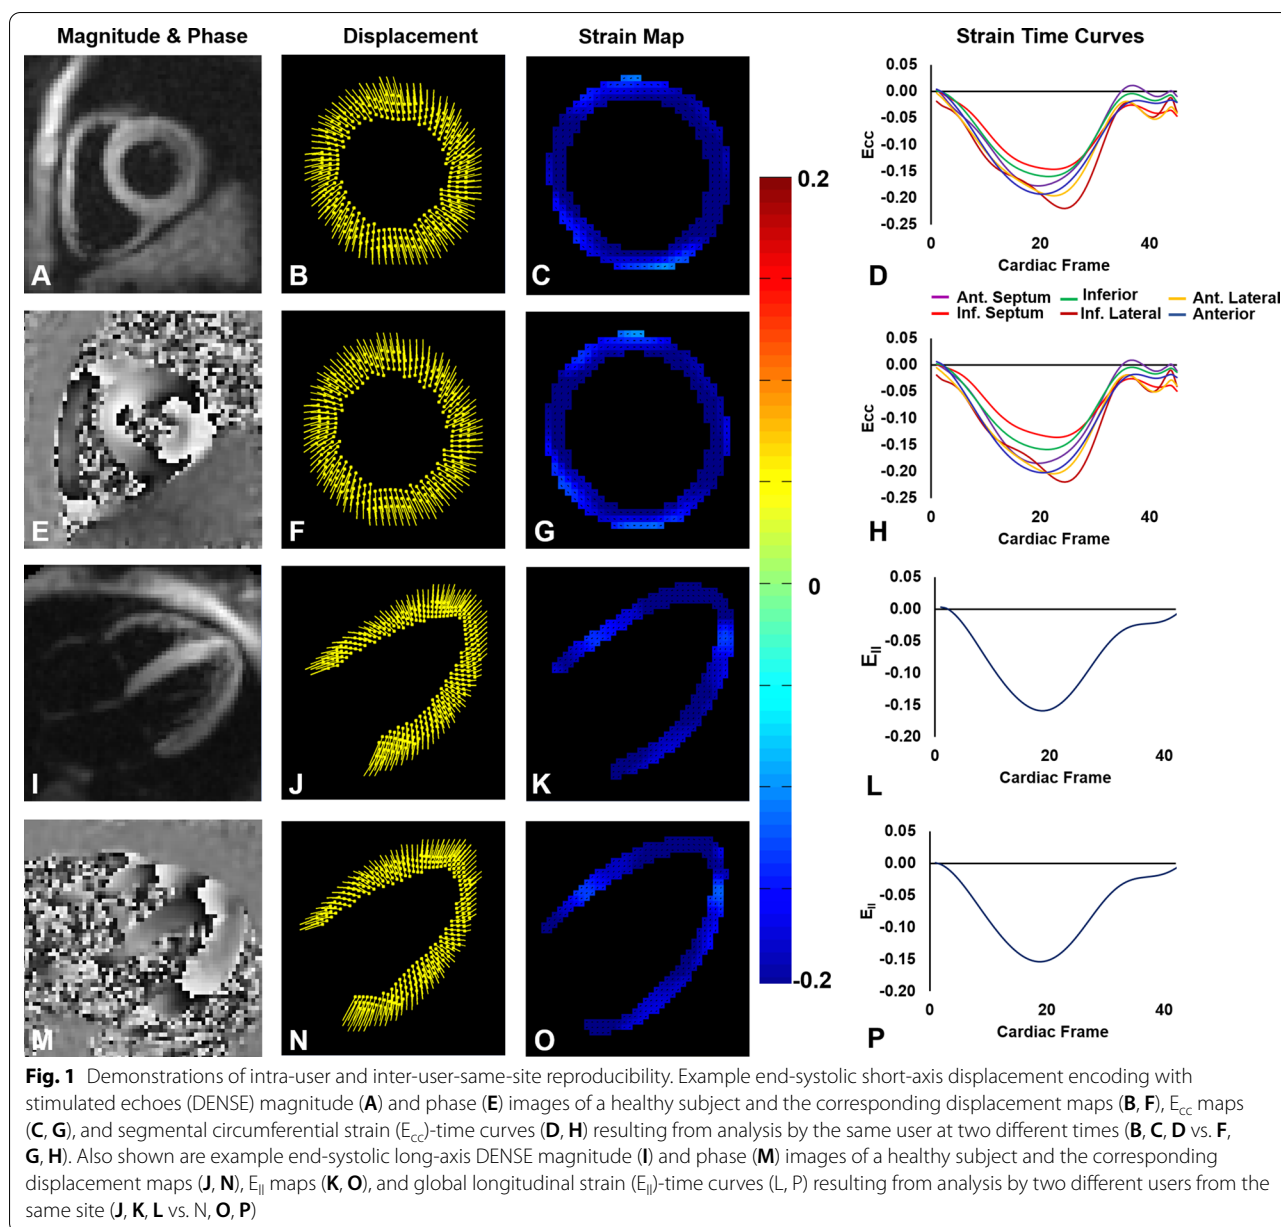 Magnitude & Phase Displacement Strain Map Strain Time Curves
A B C D
0.2
0
-0.2
0.05
0.00
-0.05
-0.10
-0.15
-0.20
-0.25
Ecc
0 20 40
Cardiac Frame
Ant. Septum Inferior Ant. Lateral
Inf. Septum Inf. Lateral Anterior
E F G H
0.05
0.00
-0.05
-0.10
-0.15
-0.20
-0.25
Ecc
0 20 40
Cardiac Frame
I J K L
0.05
0.00
-0.05
-0.10
-0.15
-0.20
E_II
0 20 40
Cardiac Frame
M N O P
0.05
0.00
-0.05
-0.10
-0.15
-0.20
E_II
0 20 40
Cardiac Frame
Fig. 1 Demonstrations of intra-user and inter-user-same-site reproducibility. Example end-systolic short-axis displacement encoding with
stimulated echoes (DENSE) magnitude (A) and phase (E) images of a healthy subject and the corresponding displacement maps (B, F), E_cc maps
(C, G), and segmental circumferential strain (E_cc)-time curves (D, H) resulting from analysis by the same user at two different times (B, C, D vs. F,
G, H). Also shown are example end-systolic long-axis DENSE magnitude (I) and phase (M) images of a healthy subject and the corresponding
displacement maps (J, N), E_ll maps (K, O), and global longitudinal strain (E_ll)-time curves (L, P) resulting from analysis by two different users from the
same site (J, K, L vs. N, O, P)